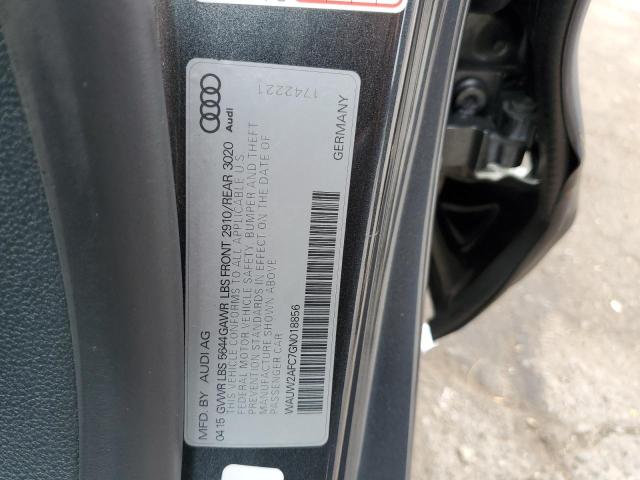 MFD. BY AUDI AG
04 15 GVWR LBS 5644 GAWR LBS FRONT 2910/REAR 3020
THIS VEHICLE CONFORMS TO ALL APPLICABLE U.S
FEDERAL MOTOR VEHICLE SAFETY, BUMPER AND THEFT
PREVENTION STANDARDS IN EFFECT ON THE DATE OF
MANUFACTURE SHOWN ABOVE
PASSENGER CAR
WAUW2AFC7GN018856
Audi
1742221
GERMANY